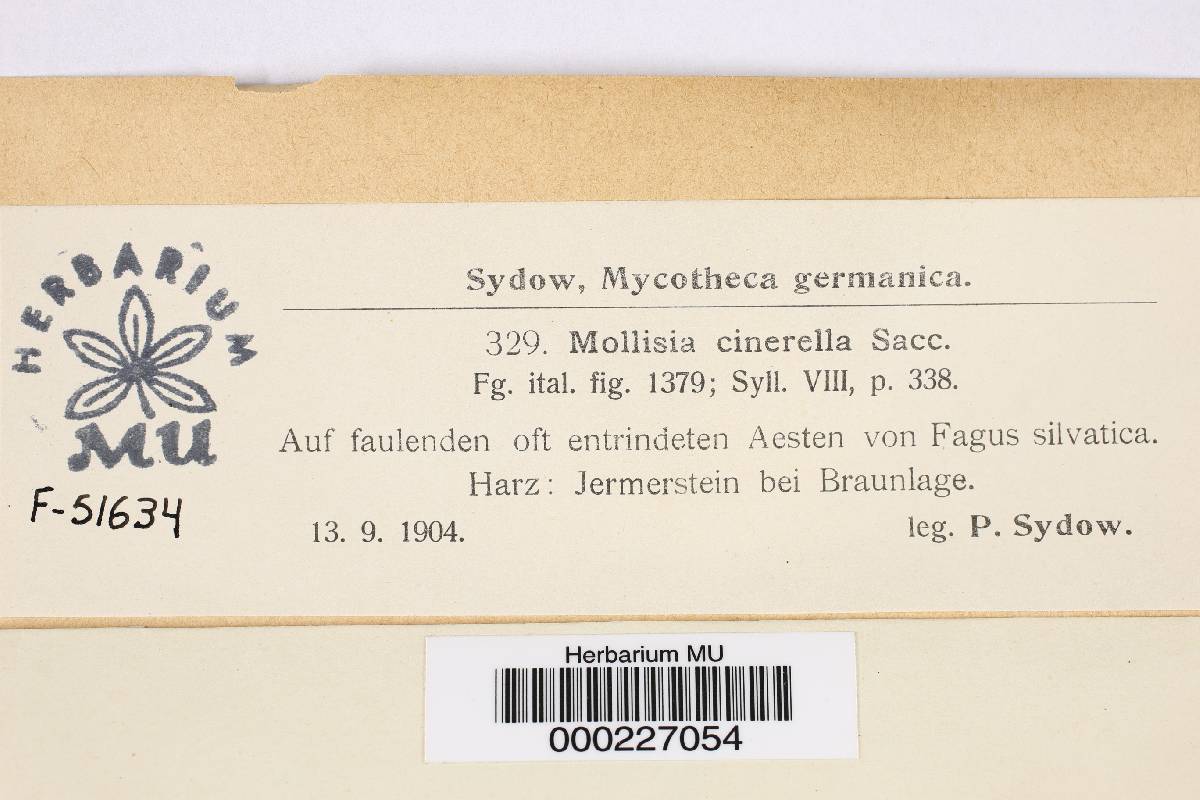 HERBARIUM
MU
F-51634
Sydow, Mycotheca germanica.
329. Mollisia cinerella Sacc.
Fg. ital. fig. 1379; Syll. VIII, p. 338.
Auf faulenden oft entrindeten Aesten von Fagus silvatica.
Harz: Jermerstein bei Braunlage.
13. 9. 1904. leg. P. Sydow.
Herbarium MU
000227054